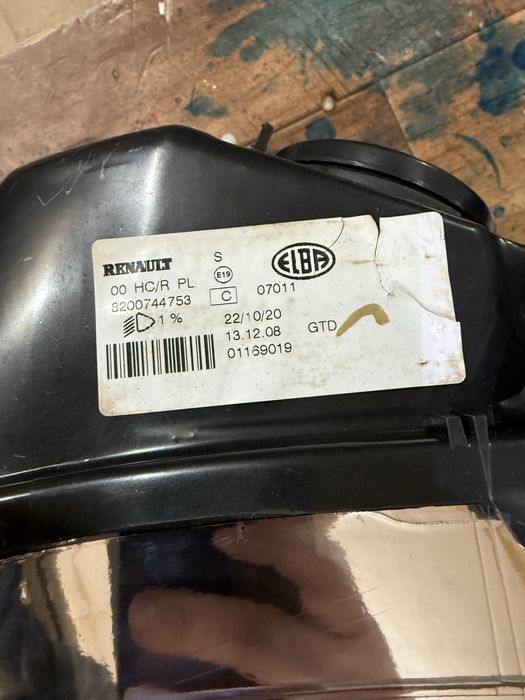 RENAULT
S
ELBA
00 HC/R PL
E19
8200744753
C
07011
1 %
22/10/20
13.12.08
GTD
01169019